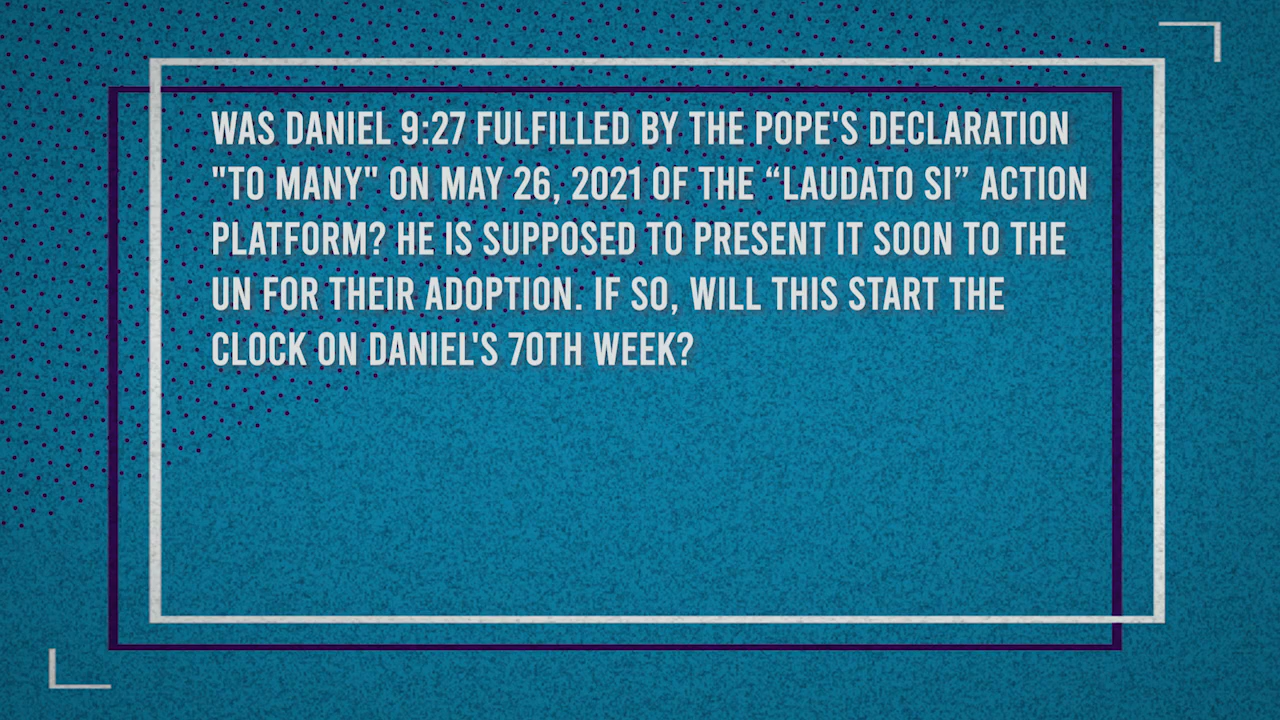 WAS DANIEL 9:27 FULFILLED BY THE POPE'S DECLARATION
"TO MANY" ON MAY 26, 2021 OF THE “LAUDATO SI” ACTION
PLATFORM? HE IS SUPPOSED TO PRESENT IT SOON TO THE
UN FOR THEIR ADOPTION. IF SO, WILL THIS START THE
CLOCK ON DANIEL'S 70TH WEEK?